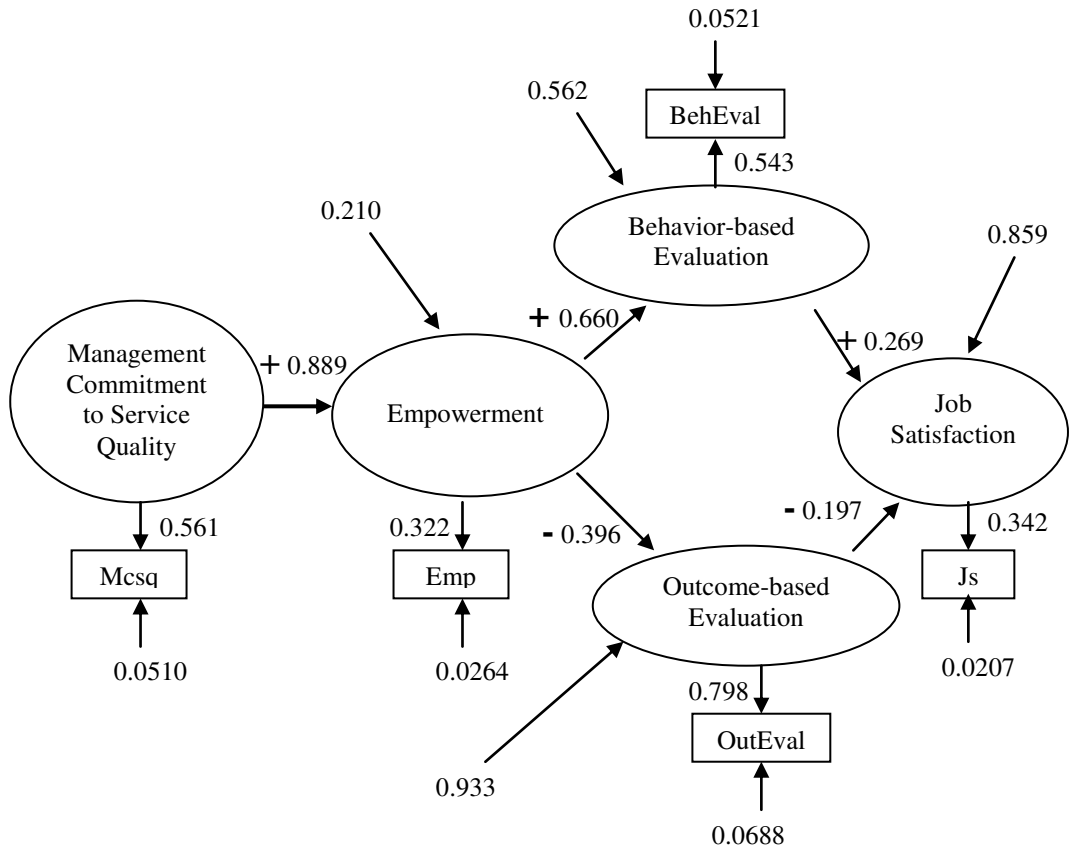 0.0521
0.562
BehEval
0.543
0.210
Behavior-based
Evaluation
0.859
+ 0.660
+ 0.889
+ 0.269
Management
Commitment
to Service
Quality
Empowerment
Job
Satisfaction
0.561
0.322
- 0.396
- 0.197
0.342
Mcsq
Emp
Outcome-based
Evaluation
Js
0.0510
0.0264
0.0207
0.798
OutEval
0.933
0.0688